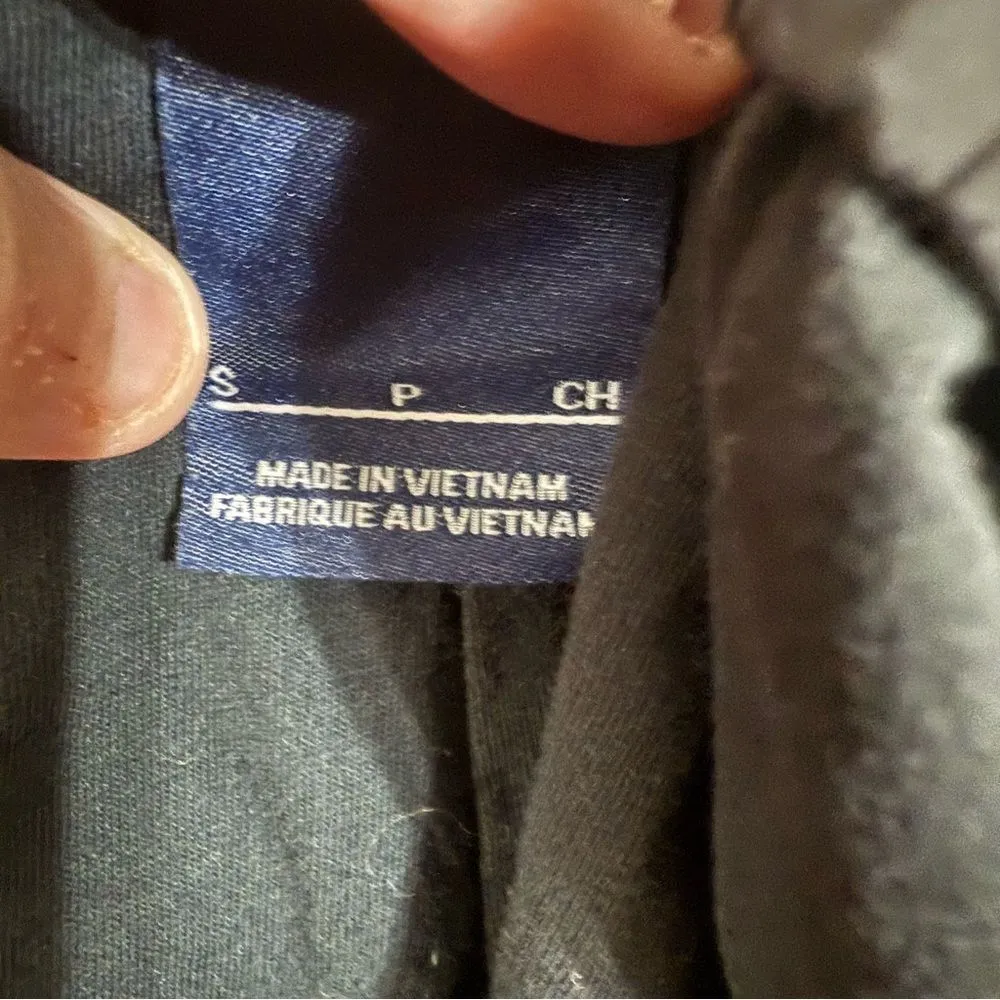 S P CH
MADE IN VIETNAM
FABRIQUE AU VIETNAM